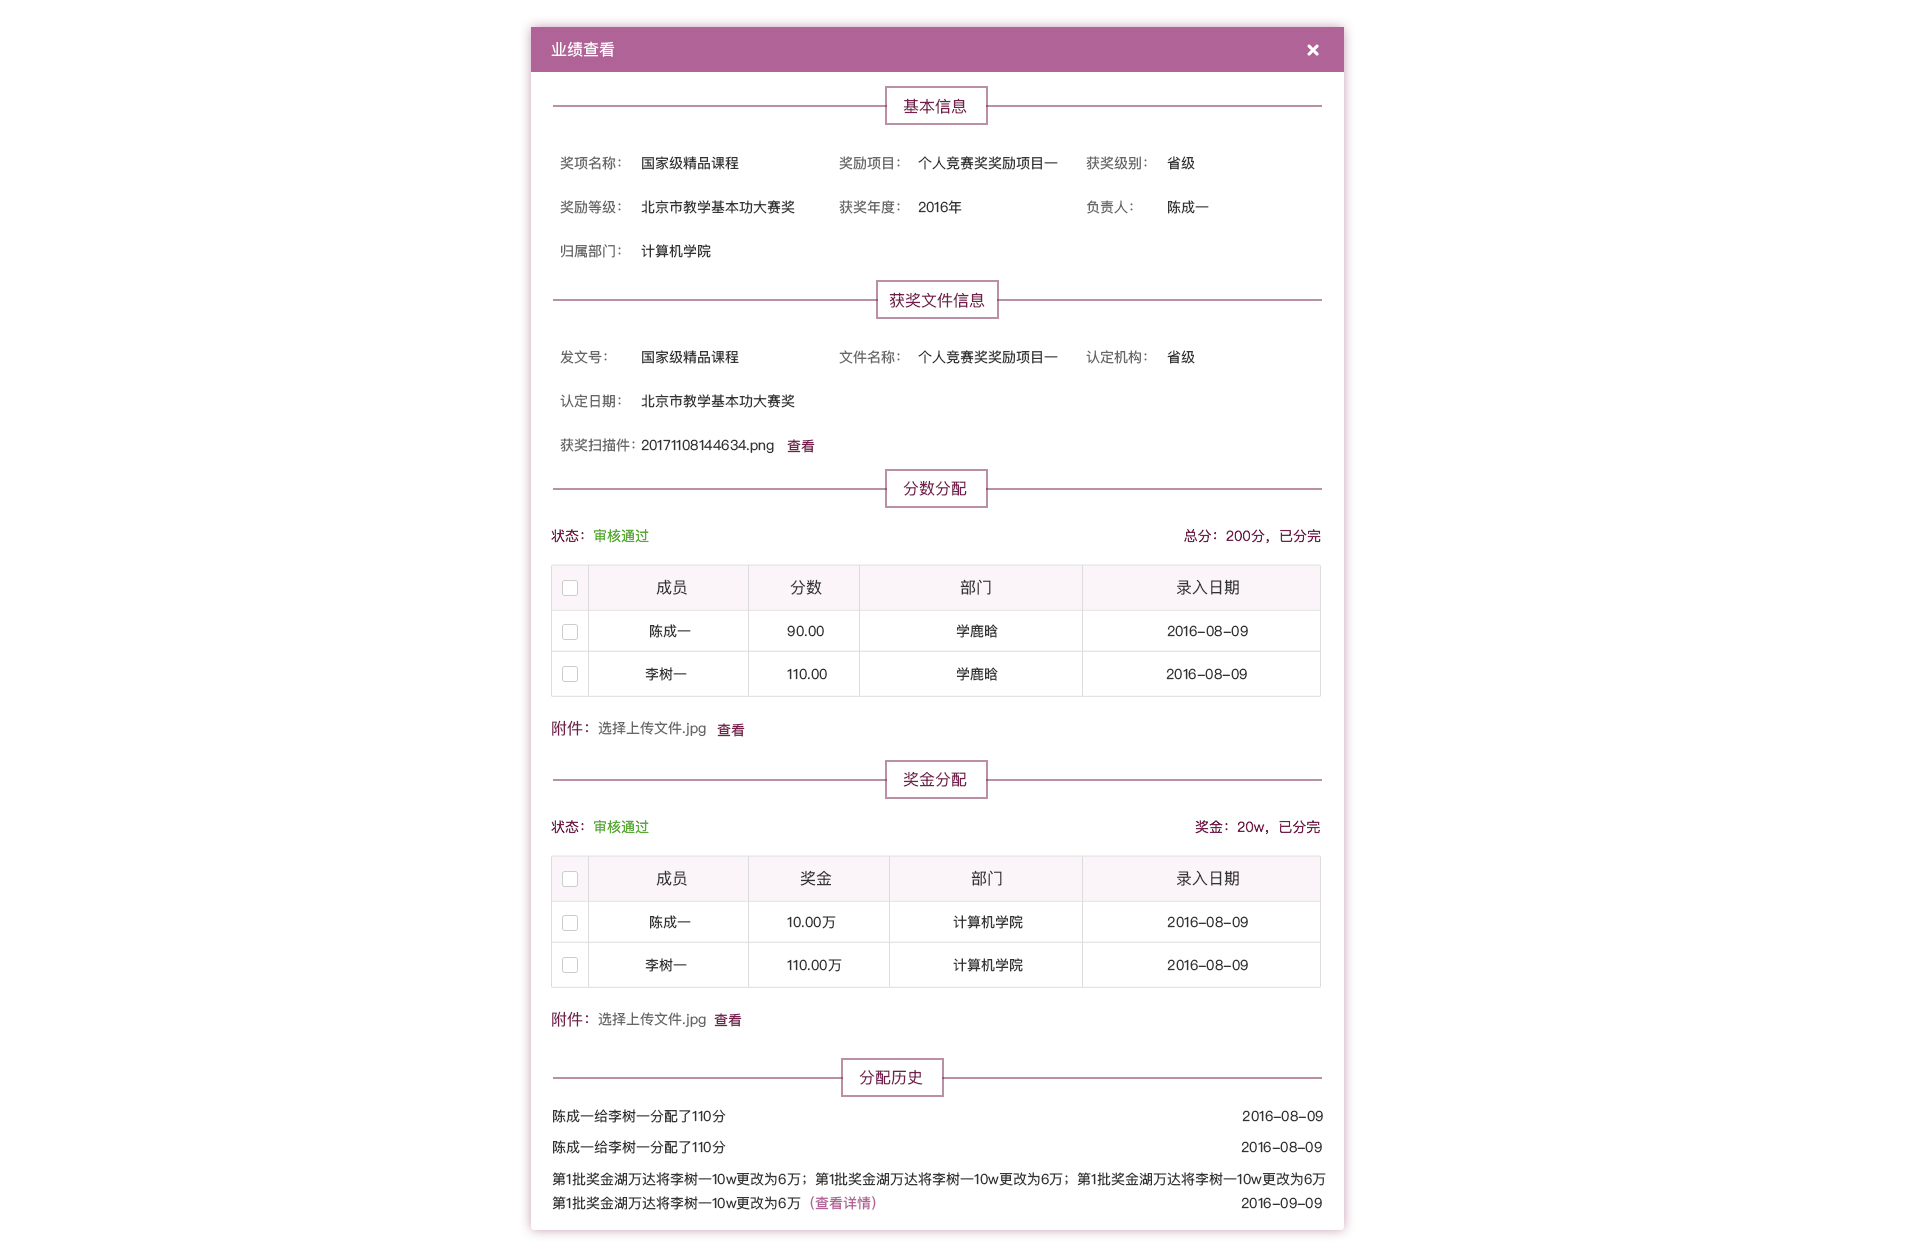 业绩查看
基本信息
奖项名称： 国家级精品课程 奖励项目： 个人竞赛奖奖励项目一 获奖级别： 省级
奖励等级： 北京市教学基本功大赛奖 获奖年度： 2016年 负责人： 陈成一
归属部门： 计算机学院
获奖文件信息
发文号： 国家级精品课程 文件名称： 个人竞赛奖奖励项目一 认定机构： 省级
认定日期： 北京市教学基本功大赛奖
获奖扫描件：20171108144634.png 查看
分数分配
状态：审核通过 总分：200分，已分完
成员 分数 部门 录入日期
陈成一 90.00 学鹿晗 2016-08-09
李树一 110.00 学鹿晗 2016-08-09
附件：选择上传文件.jpg 查看
奖金分配
状态：审核通过 奖金：20w，已分完
成员 奖金 部门 录入日期
陈成一 10.00万 计算机学院 2016-08-09
李树一 110.00万 计算机学院 2016-08-09
附件：选择上传文件.jpg 查看
分配历史
陈成一给李树一分配了110分 2016-08-09
陈成一给李树一分配了110分 2016-08-09
第1批奖金湖万达将李树一10w更改为6万；第1批奖金湖万达将李树一10w更改为6万；第1批奖金湖万达将李树一10w更改为6万
第1批奖金湖万达将李树一10w更改为6万（查看详情） 2016-09-09